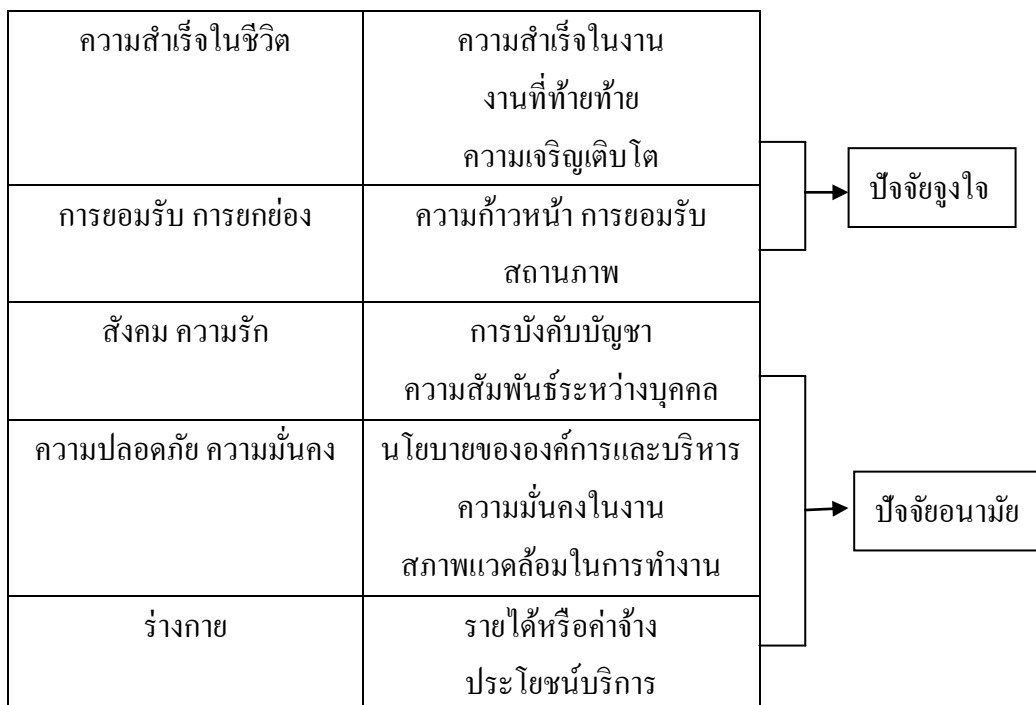 ความสำเร็จในชีวิต
ความสำเร็จในงาน
งานที่ท้ายท้าย
ความเจริญเติบโต
ปัจจัยจูงใจ
การยอมรับ การยกย่อง
ความก้าวหน้า การยอมรับ
สถานภาพ
สังคม ความรัก
การบังคับบัญชา
ความสัมพันธ์ระหว่างบุคคล
ความปลอดภัย ความมั่นคง
นโยบายขององค์การและบริหาร
ความมั่นคงในงาน
สภาพแวดล้อมในการทำงาน
ปัจจัยอนามัย
ร่างกาย
รายได้หรือค่าจ้าง
ประโยชน์บริการ